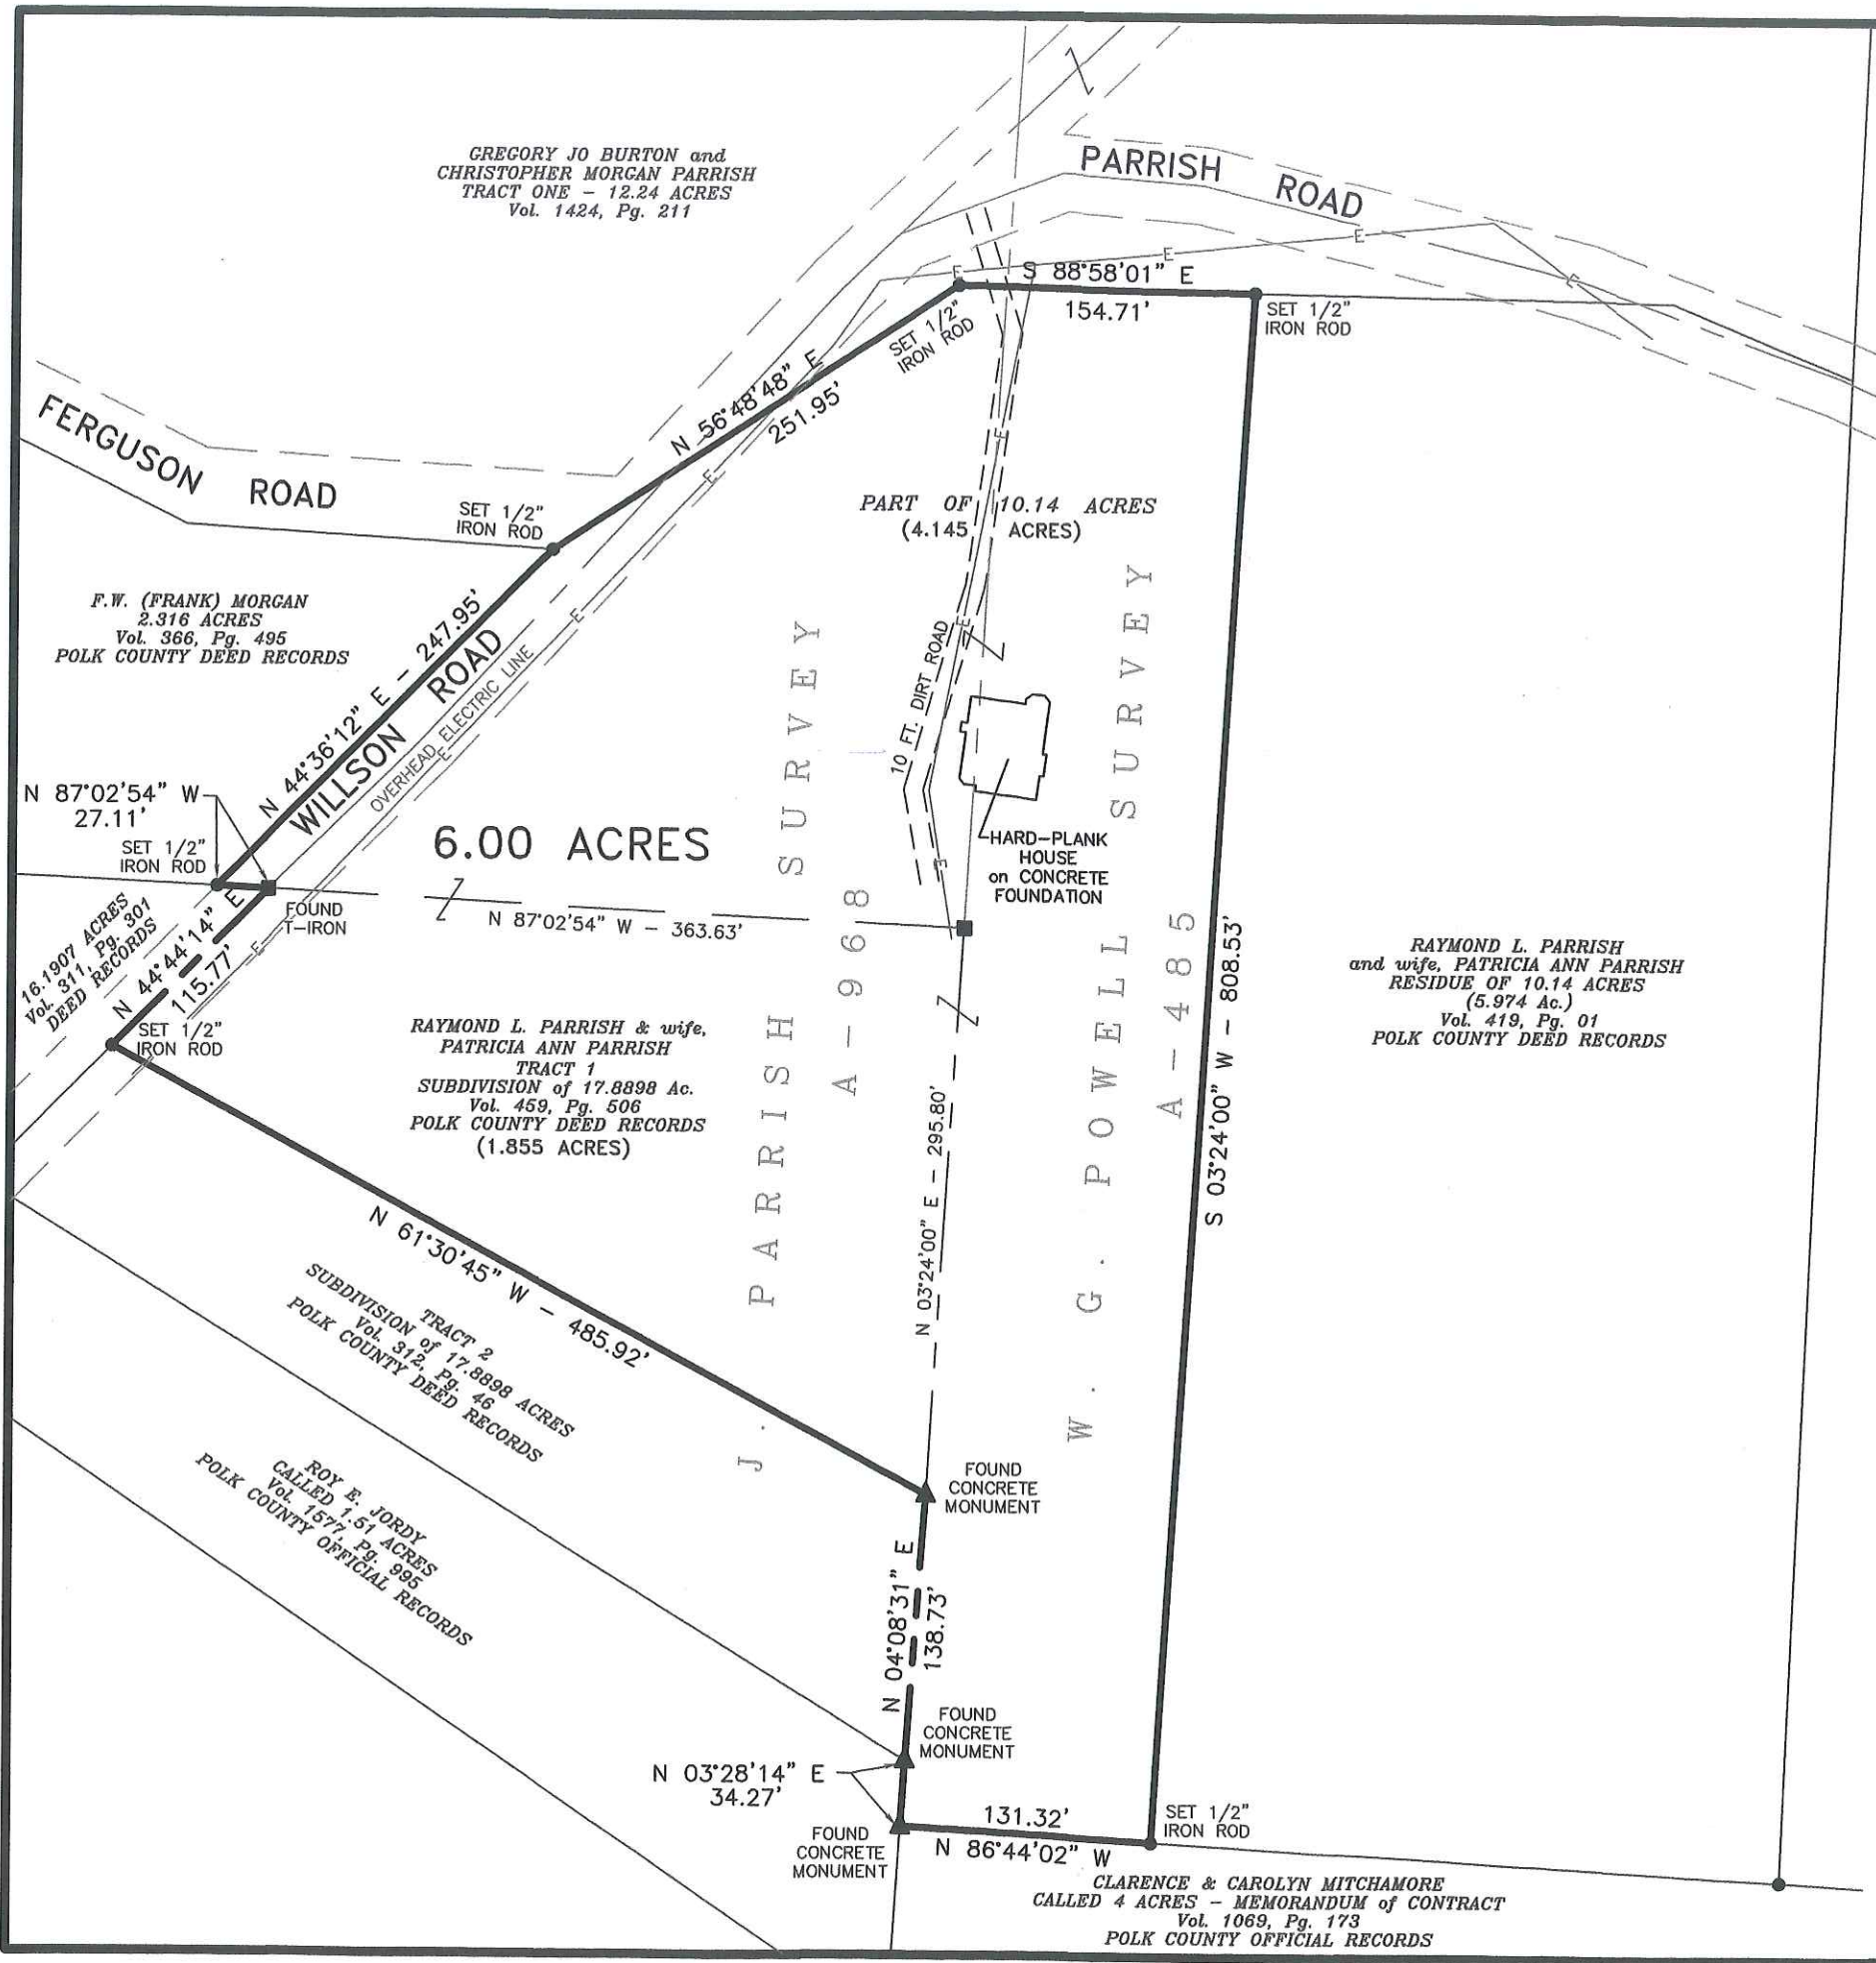 GREGORY JO BURTON and
CHRISTOPHER MORGAN PARRISH
TRACT ONE - 12.24 ACRES
Vol. 1424, Pg. 211
PARRISH ROAD
S 88°58'01" E
154.71'
SET 1/2"
IRON ROD
SET 1/2"
IRON ROD
N 56°48'48" E
251.95'
FERGUSON ROAD
SET 1/2"
IRON ROD
PART OF 10.14 ACRES
(4.145 ACRES)
F.W. (FRANK) MORGAN
2.316 ACRES
Vol. 366, Pg. 495
POLK COUNTY DEED RECORDS
N 44°36'12" E - 247.95'
WILLSON ROAD
OVERHEAD ELECTRIC LINE
E
E
E
E
E
E
E
E
E
E
E
E
10 FT. DIRT ROAD
N 87°02'54" W
27.11'
SET 1/2"
IRON ROD
6.00 ACRES
HARD-PLANK
HOUSE
on CONCRETE
FOUNDATION
FOUND
T-IRON
N 87°02'54" W - 363.63'
16.1907 ACRES
Vol. 311, Pg. 301
DEED RECORDS
N 44°44'14" E
115.77'
SET 1/2"
IRON ROD
RAYMOND L. PARRISH & wife,
PATRICIA ANN PARRISH
TRACT 1
SUBDIVISION of 17.8898 Ac.
Vol. 459, Pg. 506
POLK COUNTY DEED RECORDS
(1.855 ACRES)
J. PARRISH SURVEY
A-968
W. G. POWELL SURVEY
A-485
S 03°24'00" W - 808.53'
RAYMOND L. PARRISH
and wife, PATRICIA ANN PARRISH
RESIDUE OF 10.14 ACRES
(5.974 Ac.)
Vol. 419, Pg. 01
POLK COUNTY DEED RECORDS
N 03°24'00" E - 295.80'
N 61°30'45" W - 485.92'
TRACT 2
SUBDIVISION of 17.8898 ACRES
Vol. 312, Pg. 46
POLK COUNTY DEED RECORDS
ROY E. JORDY
CALLED 1.51 ACRES
Vol. 1577, Pg. 995
POLK COUNTY OFFICIAL RECORDS
FOUND
CONCRETE
MONUMENT
N 04°08'31" E
138.73'
FOUND
CONCRETE
MONUMENT
N 03°28'14" E
34.27'
FOUND
CONCRETE
MONUMENT
131.32'
N 86°44'02" W
SET 1/2"
IRON ROD
CLARENCE & CAROLYN MITCHAMORE
CALLED 4 ACRES - MEMORANDUM of CONTRACT
Vol. 1069, Pg. 173
POLK COUNTY OFFICIAL RECORDS